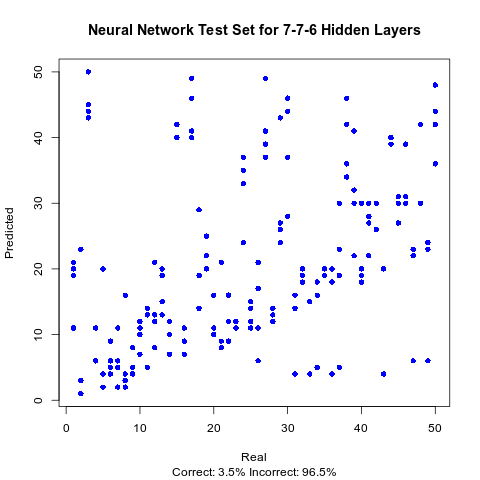 Neural Network Test Set for 7-7-6 Hidden Layers
50
40
30
20
10
0
Predicted
0 10 20 30 40 50
Real
Correct: 3.5% Incorrect: 96.5%